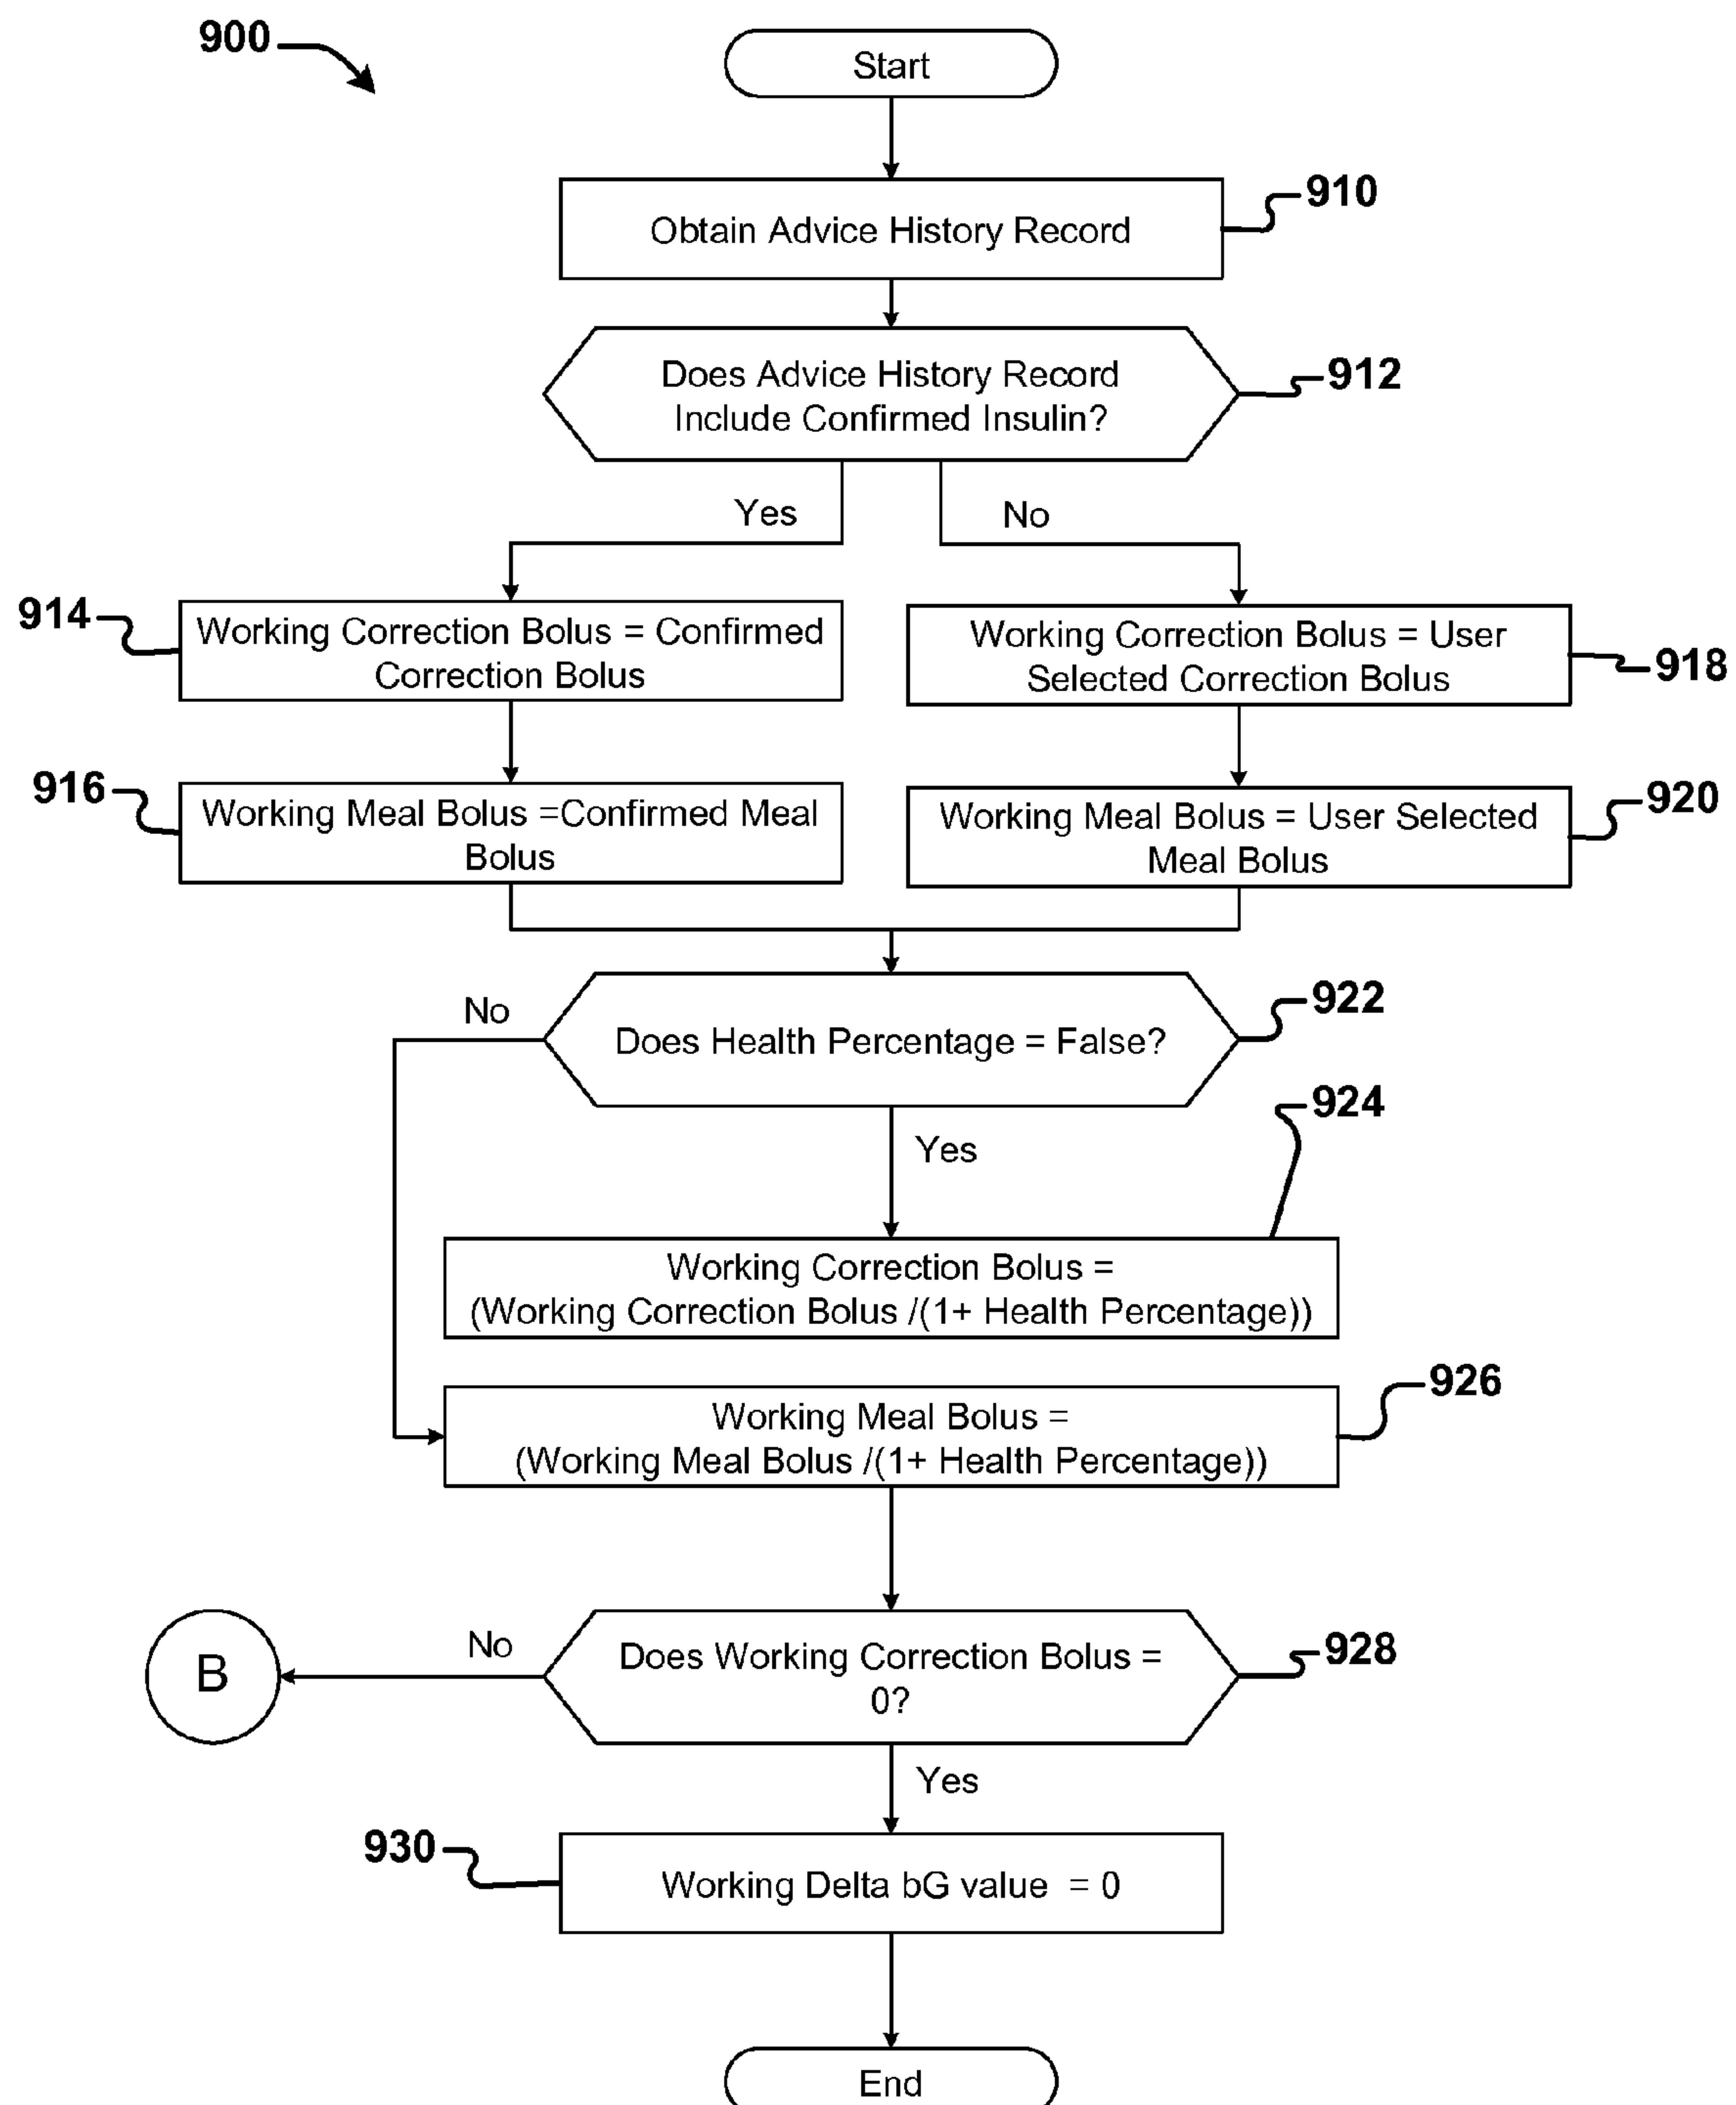 900
Start
910
Obtain Advice History Record
912
Does Advice History Record
Include Confirmed Insulin?
Yes
No
914
Working Correction Bolus = Confirmed
Correction Bolus
Working Correction Bolus = User
Selected Correction Bolus
918
916
Working Meal Bolus =Confirmed Meal
Bolus
Working Meal Bolus = User Selected
Meal Bolus
920
No
Does Health Percentage = False?
922
Yes
924
Working Correction Bolus =
(Working Correction Bolus /(1+ Health Percentage))
926
Working Meal Bolus =
(Working Meal Bolus /(1+ Health Percentage))
B
No
Does Working Correction Bolus =
0?
928
Yes
930
Working Delta bG value = 0
End